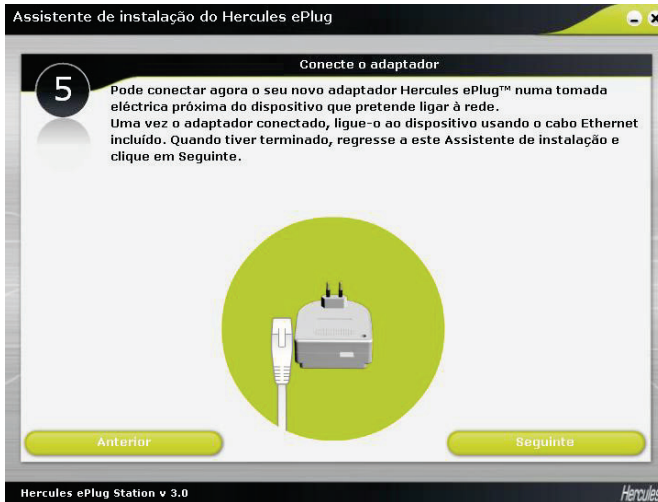 Assistente de instalação do Hercules ePlug
Conecte o adaptador
5
Pode conectar agora o seu novo adaptador Hercules ePlug™ numa tomada
eléctrica próxima do dispositivo que pretende ligar à rede.
Uma vez o adaptador conectado, ligue-o ao dispositivo usando o cabo Ethernet
incluído. Quando tiver terminado, regresse a este Assistente de instalação e
clique em Seguinte.
Anterior
Seguinte
Hercules ePlug Station v 3.0
Hercules